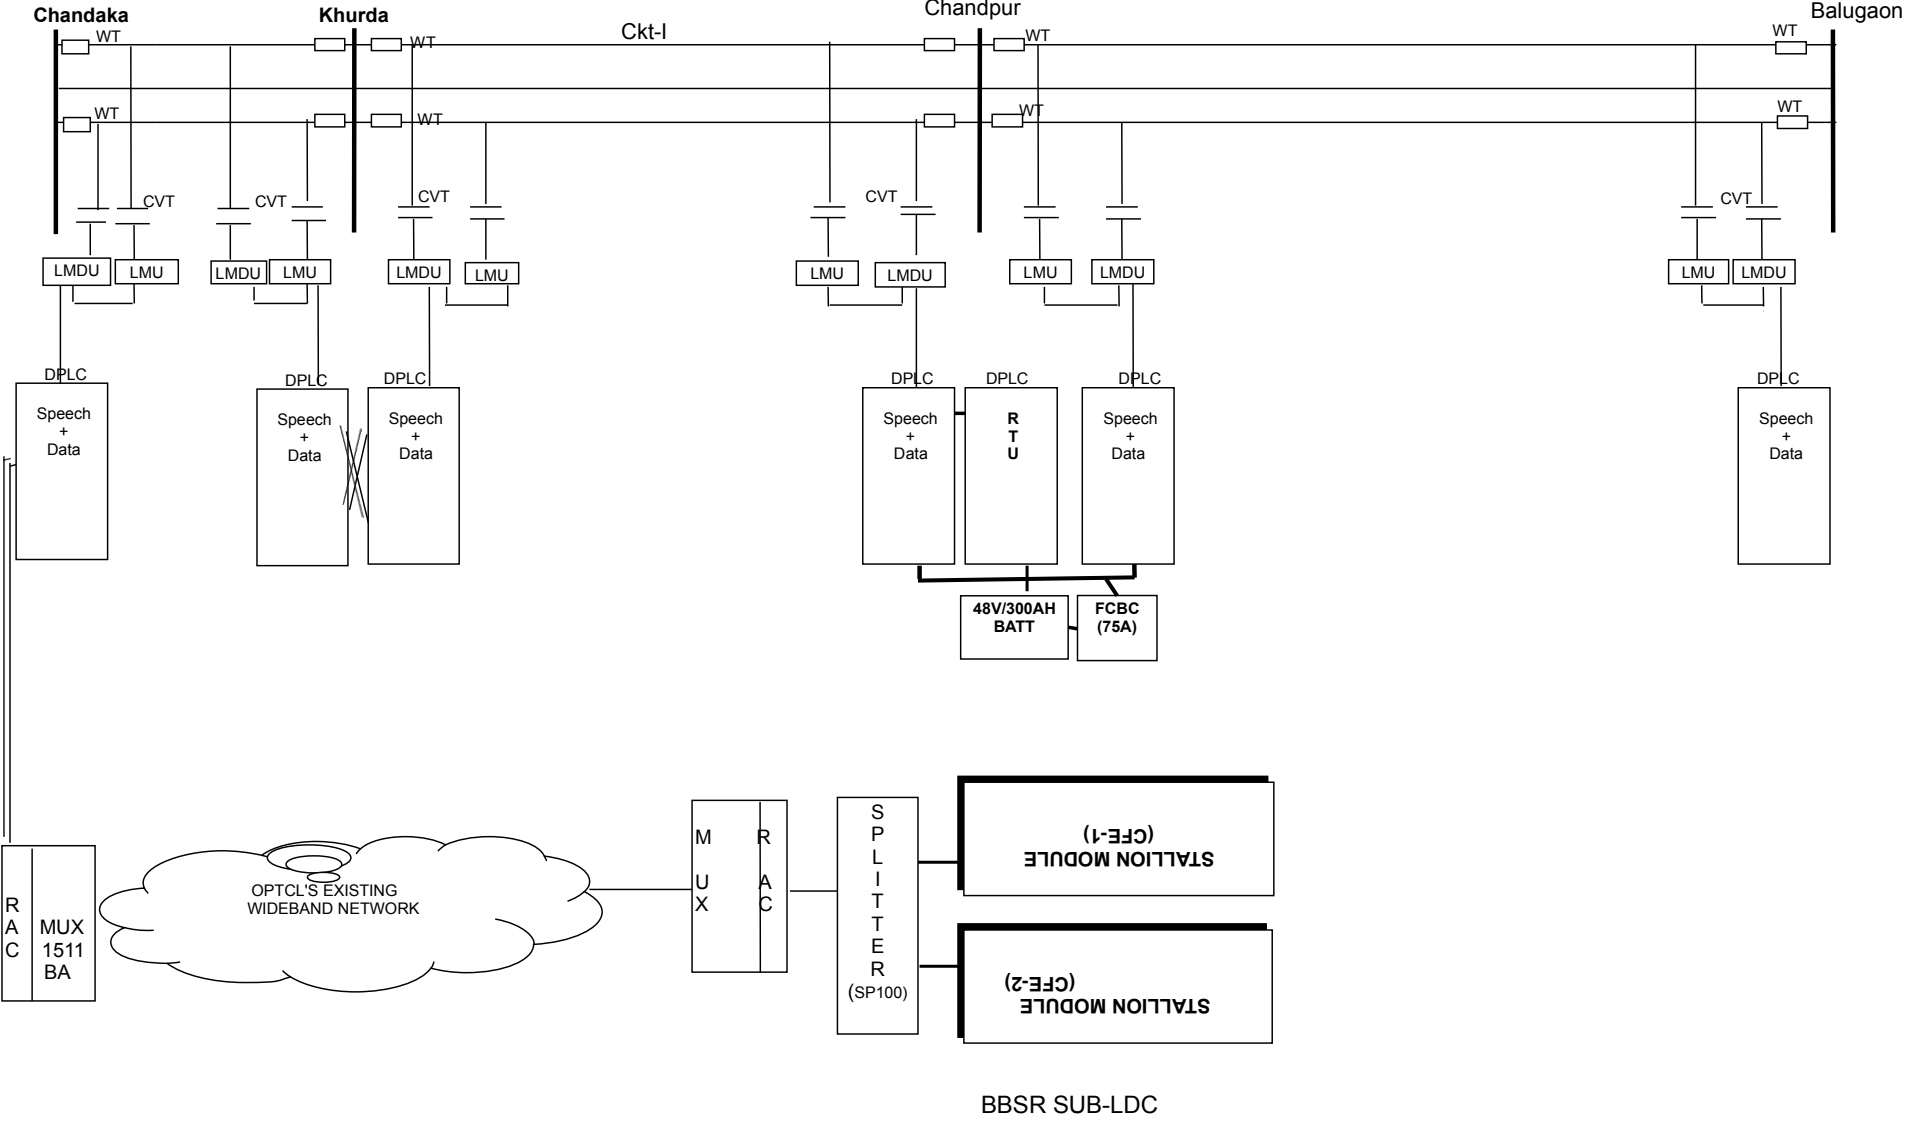 Chandaka
Khurda
Chandpur
Balugaon
WT
WT
Ckt-I
WT
WT
WT
WT
WT
WT
CVT
CVT
CVT
CVT
CVT
LMDU
LMU
LMDU
LMU
LMDU
LMU
LMU
LMDU
LMU
LMDU
LMU
LMDU
DPLC
DPLC
DPLC
DPLC
DPLC
DPLC
DPLC
Speech
+
Data
Speech
+
Data
Speech
+
Data
Speech
+
Data
R
T
U
Speech
+
Data
Speech
+
Data
48V/300AH
BATT
FCBC
(75A)
R
A
C
MUX
1511
BA
OPTCL'S EXISTING
WIDEBAND NETWORK
M
U
X
R
A
C
S
P
L
I
T
T
E
R
(SP100)
STALLION MODULE
(CFE-1)
STALLION MODULE
(CFE-2)
BBSR SUB-LDC